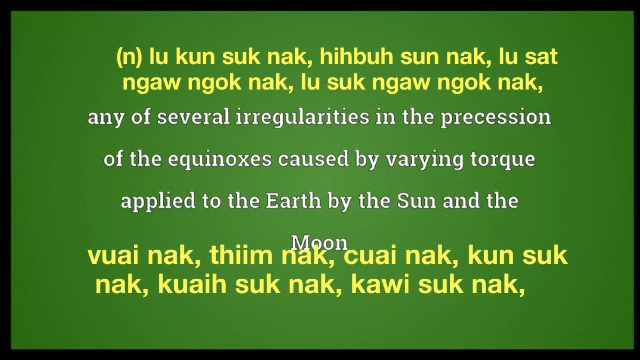 (n) lu kun suk nak, hihbuh sun nak, lu sat
ngaw ngok nak, lu suk ngaw ngok nak,
any of several irregularities in the precession
of the equinoxes caused by varying torque
applied to the Earth by the Sun and the
Moon
vuai nak, thiim nak, cuai nak, kun suk
nak, kuaih suk nak, kawi suk nak,